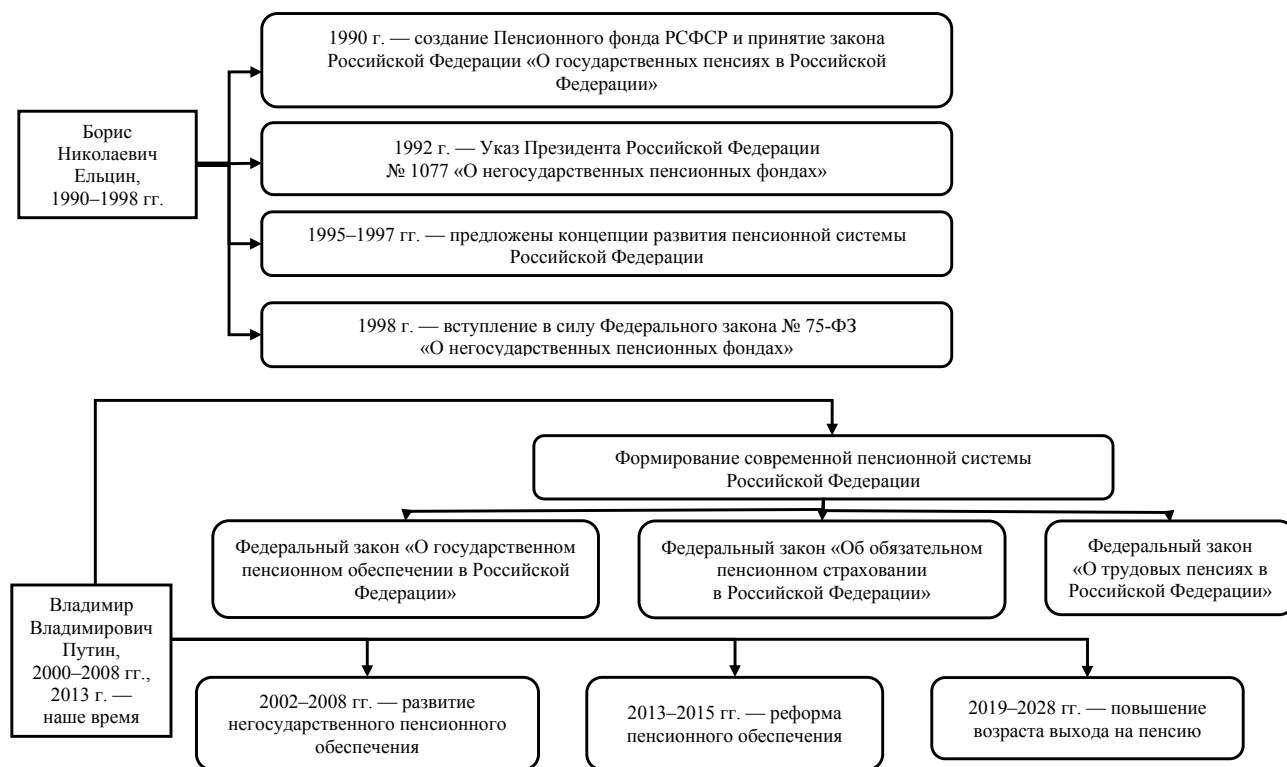 1990 г. — создание Пенсионного фонда РСФСР и принятие закона
Российской Федерации «О государственных пенсиях в Российской
Федерации»
Борис
Николаевич
Ельцин,
1990–1998 гг.
1992 г. — Указ Президента Российской Федерации
№ 1077 «О негосударственных пенсионных фондах»
1995–1997 гг. — предложены концепции развития пенсионной системы
Российской Федерации
1998 г. — вступление в силу Федерального закона № 75-ФЗ
«О негосударственных пенсионных фондах»
Формирование современной пенсионной системы
Российской Федерации
Федеральный закон «О государственном
пенсионном обеспечении в Российской
Федерации»
Федеральный закон «Об обязательном
пенсионном страховании
в Российской Федерации»
Федеральный закон
«О трудовых пенсиях в
Российской Федерации»
Владимир
Владимирович
Путин,
2000–2008 гг.,
2013 г. —
наше время
2002–2008 гг. — развитие
негосударственного пенсионного
обеспечения
2013–2015 гг. — реформа
пенсионного обеспечения
2019–2028 гг. — повышение
возраста выхода на пенсию